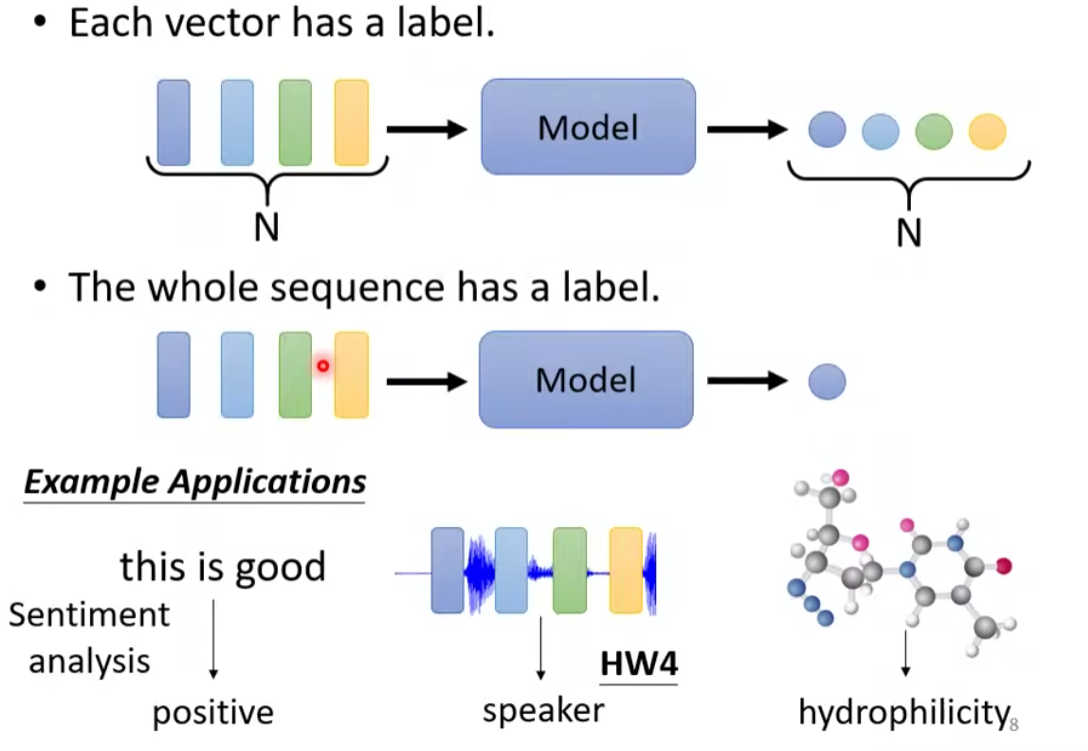 • Each vector has a label.
Model
N
N
• The whole sequence has a label.
Model
Example Applications
this is good
Sentiment
analysis
positive
HW4
speaker
hydrophilicity
8